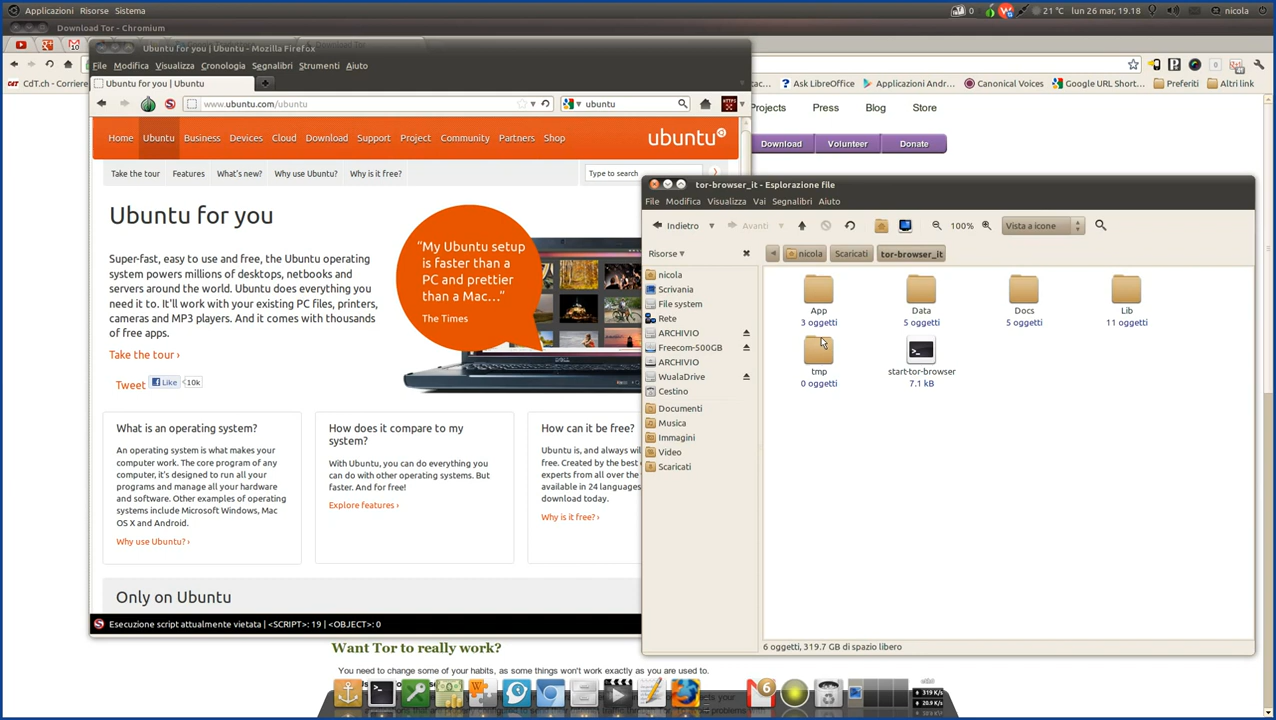 Applicazioni Risorse Sistema
0 21 °C lun 26 mar, 19.18 nicola
Download Tor - Chromium
Ubuntu for you | Ubuntu - Mozilla Firefox
File Modifica Visualizza Cronologia Segnalibri Strumenti Aiuto
Ubuntu for you | Ubuntu
www.ubuntu.com/ubuntu
ubuntu
CdT.ch - Corriere
Ask LibreOffice
Applicazioni Andr...
Canonical Voices
Google URL Short...
Preferiti
Altri link
Projects Press Blog Store
Download Volunteer Donate
Home Ubuntu Business Devices Cloud Download Support Project Community Partners Shop
ubuntu
Take the tour Features What's new? Why use Ubuntu? Why is it free?
Type to search
Ubuntu for you
Super-fast, easy to use and free, the Ubuntu operating
system powers millions of desktops, netbooks and
servers around the world. Ubuntu does everything you
need it to. It'll work with your existing PC files, printers,
cameras and MP3 players. And it comes with thousands
of free apps.
Take the tour ›
Tweet Like 10k
“My Ubuntu setup
is faster than a
PC and prettier
than a Mac...”
The Times
What is an operating system?
An operating system is what makes your
computer work. The core program of any
computer, it's designed to run all your
programs and manage all your hardware
and software. Other examples of operating
systems include Microsoft Windows, Mac
OS X and Android.
Why use Ubuntu? ›
How does it compare to my
system?
With Ubuntu, you can do everything you
can do with other operating systems. But
faster. And for free!
Explore features ›
How can it be free?
Ubuntu is, and always wi
free. Created by the best o
experts from all over the
available in 24 languages
download today.
Why is it free? ›
Only on Ubuntu
Esecuzione script attualmente vietata | <SCRIPT>: 19 | <OBJECT>: 0
tor-browser_it - Esplorazione file
File Modifica Visualizza Vai Segnalibri Aiuto
Indietro Avanti 100% Vista a icone
Risorse
nicola Scaricati tor-browser_it
nicola
Scrivania
File system
Rete
ARCHIVIO
Freecom-500GB
ARCHIVIO
WualaDrive
Cestino
Documenti
Musica
Immagini
Video
Scaricati
App
3 oggetti
Data
5 oggetti
Docs
5 oggetti
Lib
11 oggetti
tmp
0 oggetti
start-tor-browser
7.1 kB
6 oggetti, 319.7 GB di spazio libero
Want Tor to really work?
You need to change some of your habits, as some things won't work exactly as you are used to.
6
319 K/s
20.9 K/s